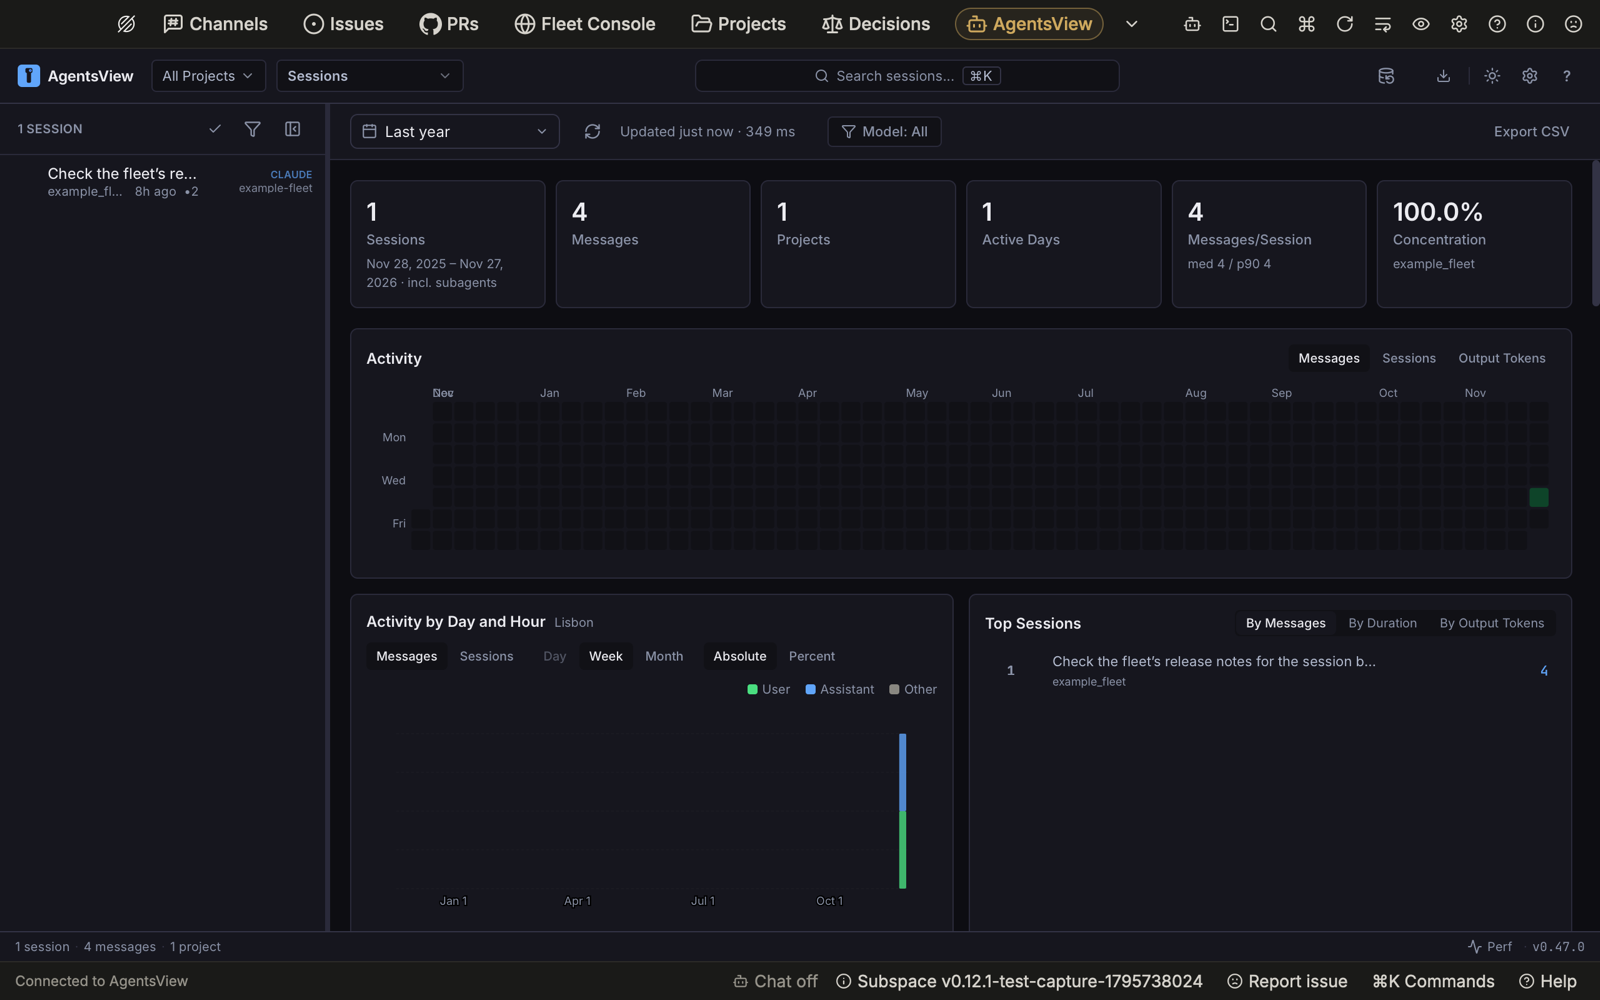 Channels
Issues
PRs
Fleet Console
Projects
Decisions
AgentsView
AgentsView
All Projects
Sessions
Search sessions... ⌘K
?
1 SESSION
Last year
Updated just now · 349 ms
Model: All
Export CSV
Check the fleet’s re...
CLAUDE
example_fl... 8h ago •2
example-fleet
1
Sessions
Nov 28, 2025 – Nov 27,
2026 · incl. subagents
4
Messages
1
Projects
1
Active Days
4
Messages/Session
med 4 / p90 4
100.0%
Concentration
example_fleet
Activity
Messages
Sessions
Output Tokens
Jan Feb Mar Apr May Jun Jul Aug Sep Oct Nov
Mon
Wed
Fri
Activity by Day and Hour Lisbon
Messages Sessions Day Week Month Absolute Percent
User Assistant Other
Jan 1 Apr 1 Jul 1 Oct 1
Top Sessions
By Messages By Duration By Output Tokens
1
Check the fleet’s release notes for the session b...
example_fleet
4
1 session · 4 messages · 1 project
Perf · v0.47.0
Connected to AgentsView
Chat off
Subspace v0.12.1-test-capture-1795738024
Report issue
⌘K Commands
Help